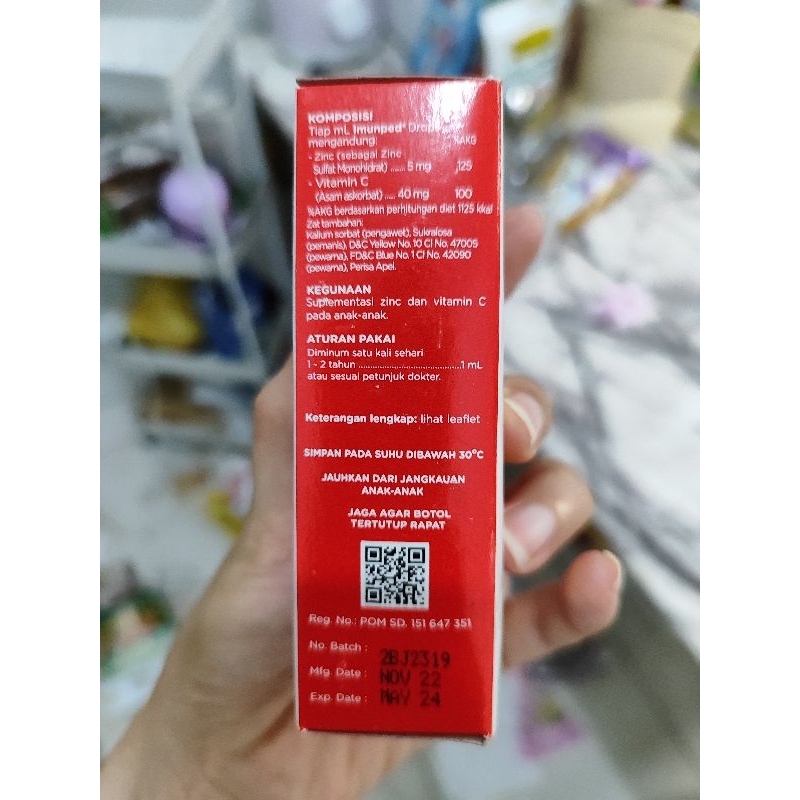 KOMPOSISI
Tiap mL Imunped® Drops
mengandung: %AKG
- Zinc (sebagai Zinc
Sulfat Monohidrat) ...... 5 mg 125
- Vitamin C
(Asam askorbat) ..... 40 mg 100
%AKG berdasarkan perhitungan diet 1125 kkal
Zat tambahan:
Kalium sorbat (pengawet), Sukralosa
(pemanis), D&C Yellow No. 10 CI No. 47005
(pewarna), FD&C Blue No. 1 CI No. 42090
(pewarna), Perisa Apel.
KEGUNAAN
Suplementasi zinc dan vitamin C
pada anak-anak.
ATURAN PAKAI
Diminum satu kali sehari
1 - 2 tahun ..........................................1 mL
atau sesuai petunjuk dokter.
Keterangan lengkap: lihat leaflet
SIMPAN PADA SUHU DIBAWAH 30°C
JAUHKAN DARI JANGKAUAN
ANAK-ANAK
JAGA AGAR BOTOL
TERTUTUP RAPAT
Reg. No.: POM SD. 151 647 351
No. Batch : 2BJ2319
Mfg. Date : NOV 22
Exp. Date : MAY 24